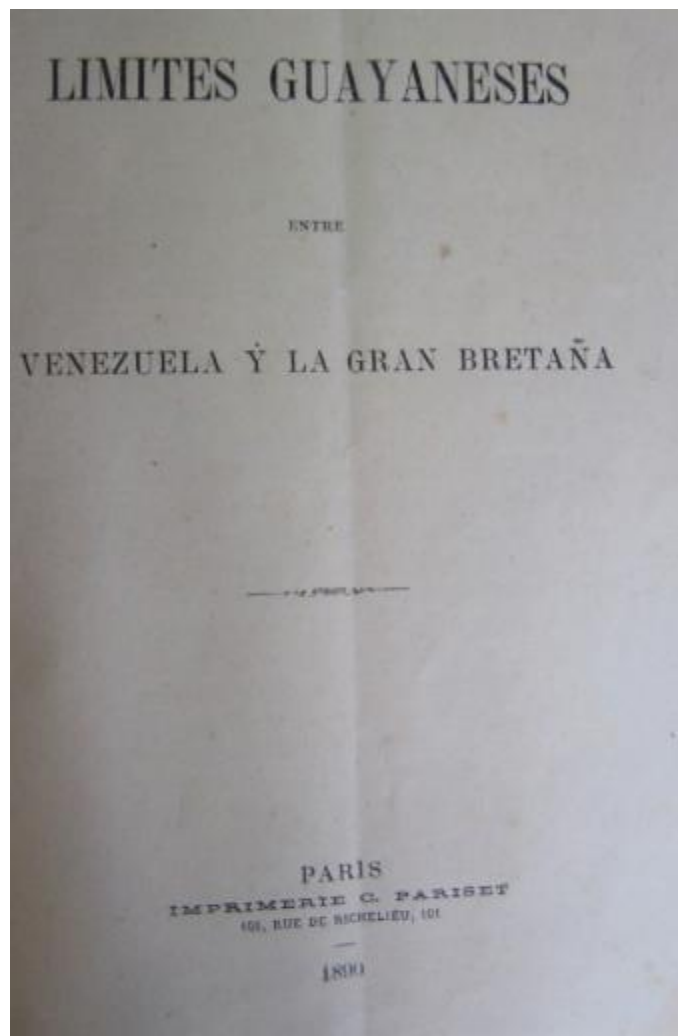 LIMITES GUAYANESES
ENTRE
VENEZUELA Y LA GRAN BRETAÑA
PARIS
IMPRIMERIE C. PARISET
101, RUE DE RICHELIEU, 101
1890